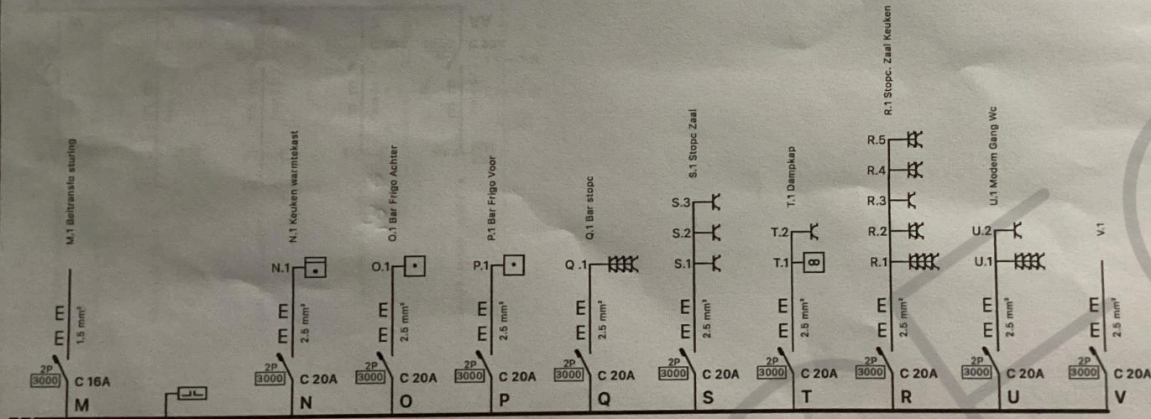 M.1 Beltransfo sturing
E E
1.5 mm²
2P
3000
C 16A
M
N.1 Keuken warmtekast
N.1
E E
2.5 mm²
2P
3000
C 20A
N
O.1 Bar Frigo Achter
O.1
E E
2.5 mm²
2P
3000
C 20A
O
P.1 Bar Frigo Voor
P.1
E E
2.5 mm²
2P
3000
C 20A
P
Q.1 Bar stopc
Q .1
E E
2.5 mm²
2P
3000
C 20A
Q
S.1 Stopc Zaal
S.3
S.2
S.1
E E
2.5 mm²
2P
3000
C 20A
S
T.1 Dampkap
T.2
T.1
E E
2.5 mm²
2P
3000
C 20A
T
R.1 Stopc. Zaal Keuken
R.5
R.4
R.3
R.2
R.1
E E
2.5 mm²
2P
3000
C 20A
R
U.1 Modem Gang Wc
U.2
U.1
E E
2.5 mm²
2P
3000
C 20A
U
V.1
E E
2.5 mm²
2P
3000
C 20A
V